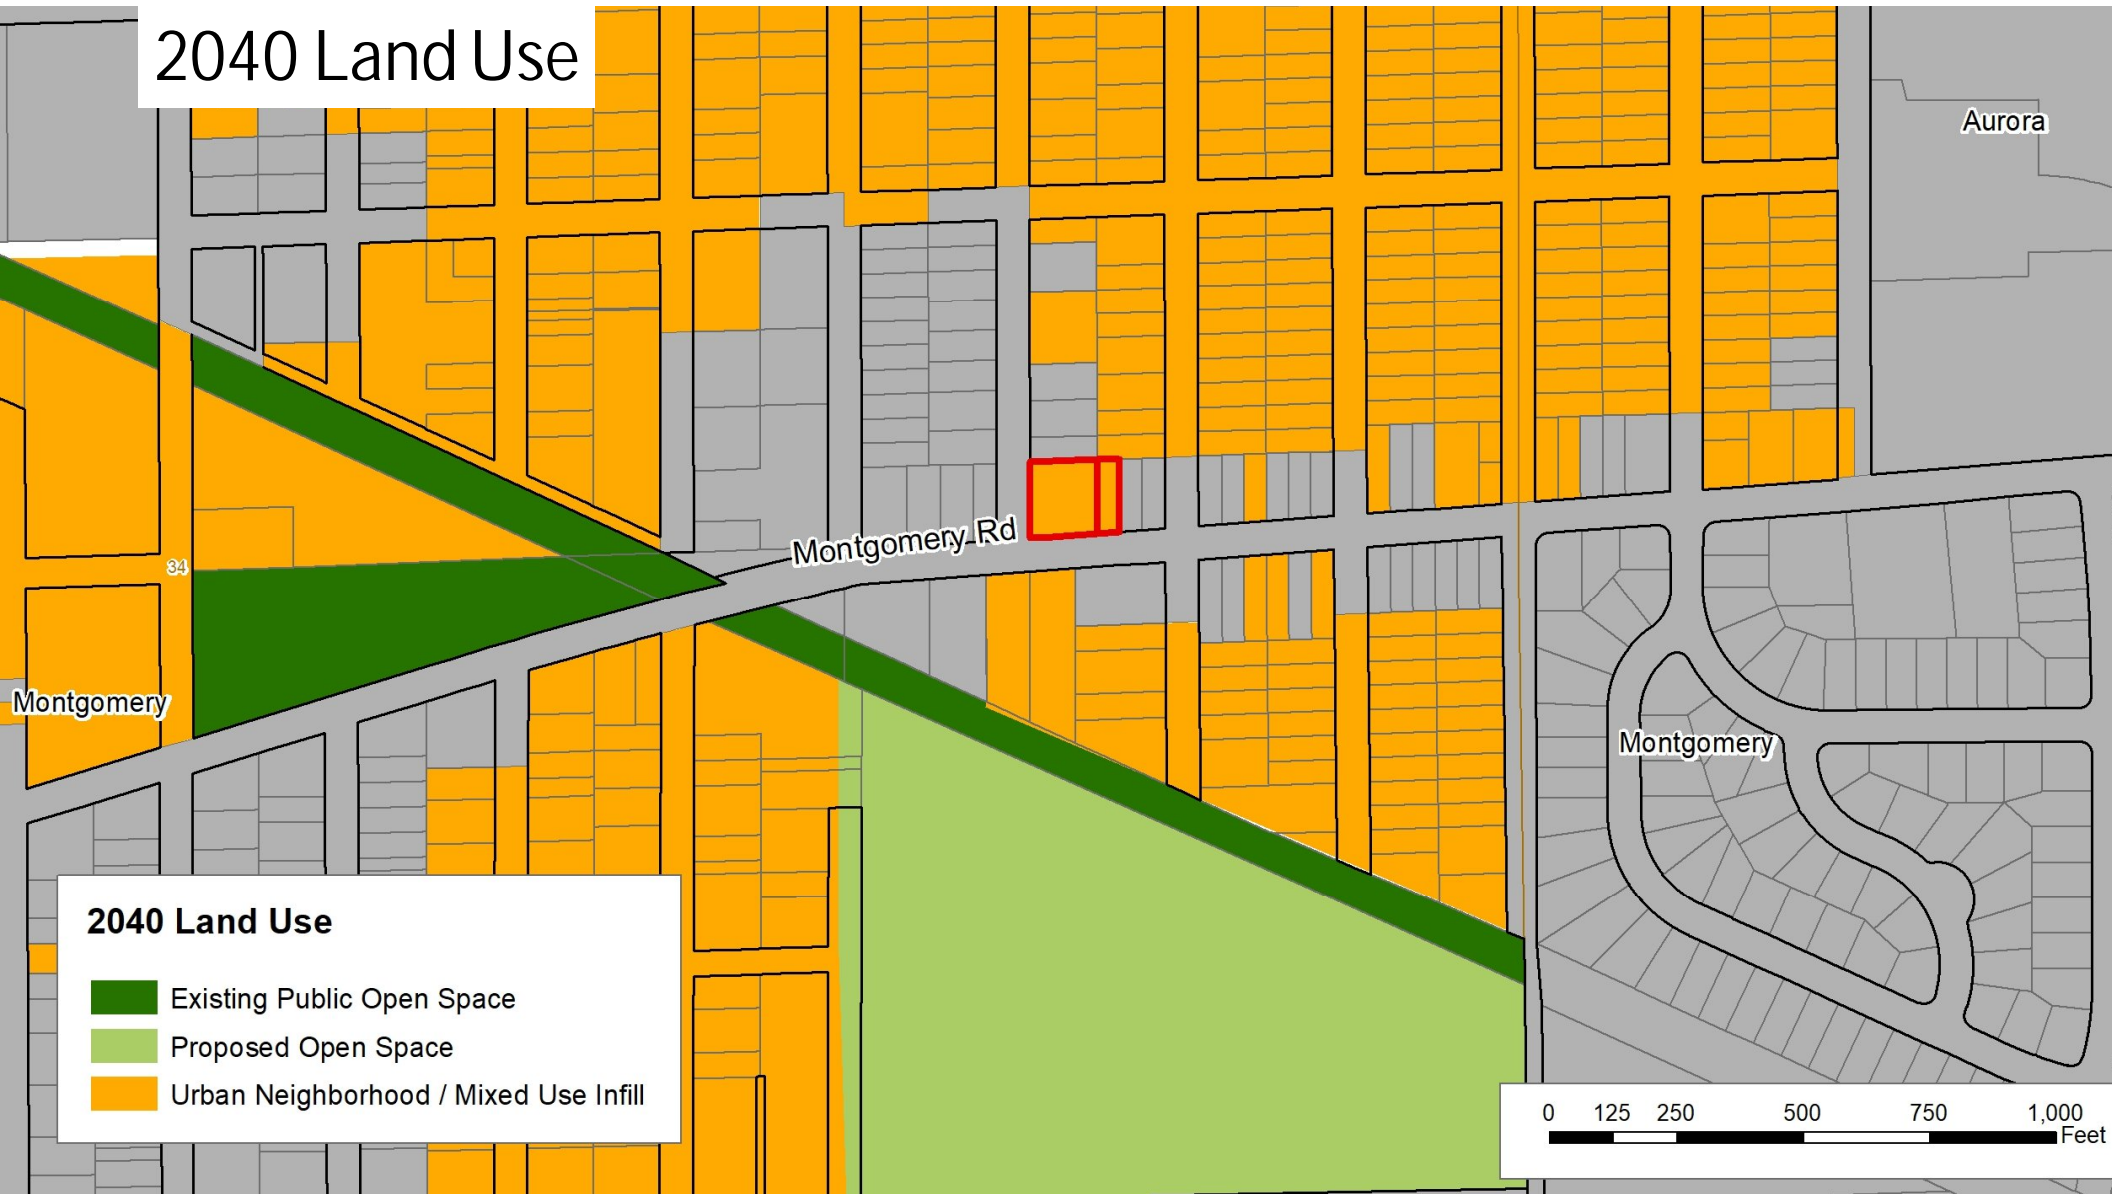 2040 Land Use
Aurora
Montgomery Rd
34
Montgomery
Montgomery
2040 Land Use
Existing Public Open Space
Proposed Open Space
Urban Neighborhood / Mixed Use Infill
0 125 250 500 750 1,000
Feet